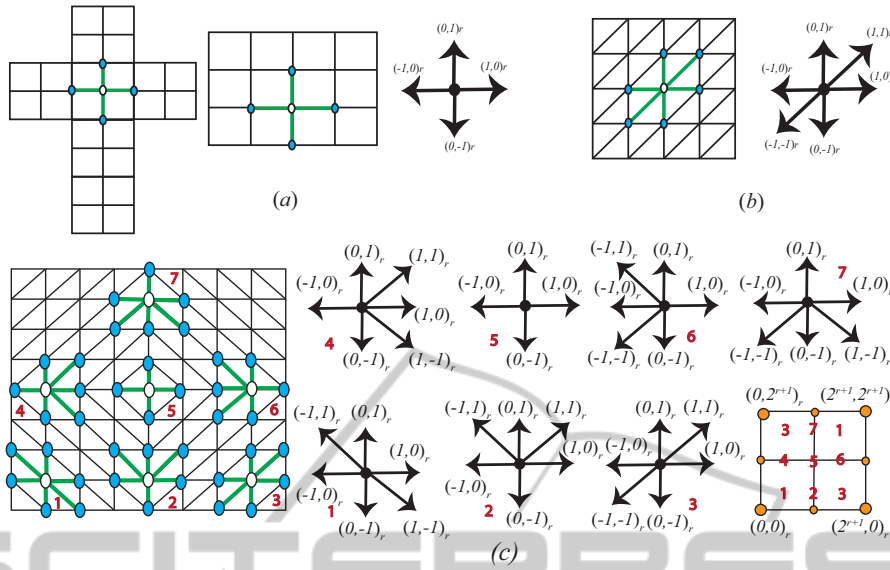 (0,1)r
(-1,0)r
(1,0)r
(0,-1)r
(a)
(0,1)r
(1,1)r
(-1,0)r
(-1,-1)r
(0,-1)r
(b)
7
4
5
6
1
2
3
(0,1)r
(1,1)r
(-1,0)r
(1,0)r
4
(0,-1)r
(1,-1)r
(0,1)r
(-1,0)r
(1,0)r
5
(0,-1)r
(-1,1)r
(0,1)r
(-1,0)r
(1,0)r
6
(-1,-1)r
(0,-1)r
(0,1)r
7
(-1,0)r
(-1,-1)r
(0,-1)r
(1,-1)r
(-1,1)r
(0,1)r
(1,0)r
(-1,0)r
1
(0,-1)r
(1,-1)r
(-1,1)r
(0,1)r
(1,1)r
(1,0)r
(-1,0)r
2
(0,-1)r
(0,1)r
(1,1)r
(-1,0)r
(1,0)r
3
(-1,-1)r
(0,-1)r
(0,2r+1)r
(2r+1,2r+1)r
3 7 1
4 5 6
1 2 3
(0,0)r
(2r+1,0)r
(c)
SCITEPRESS